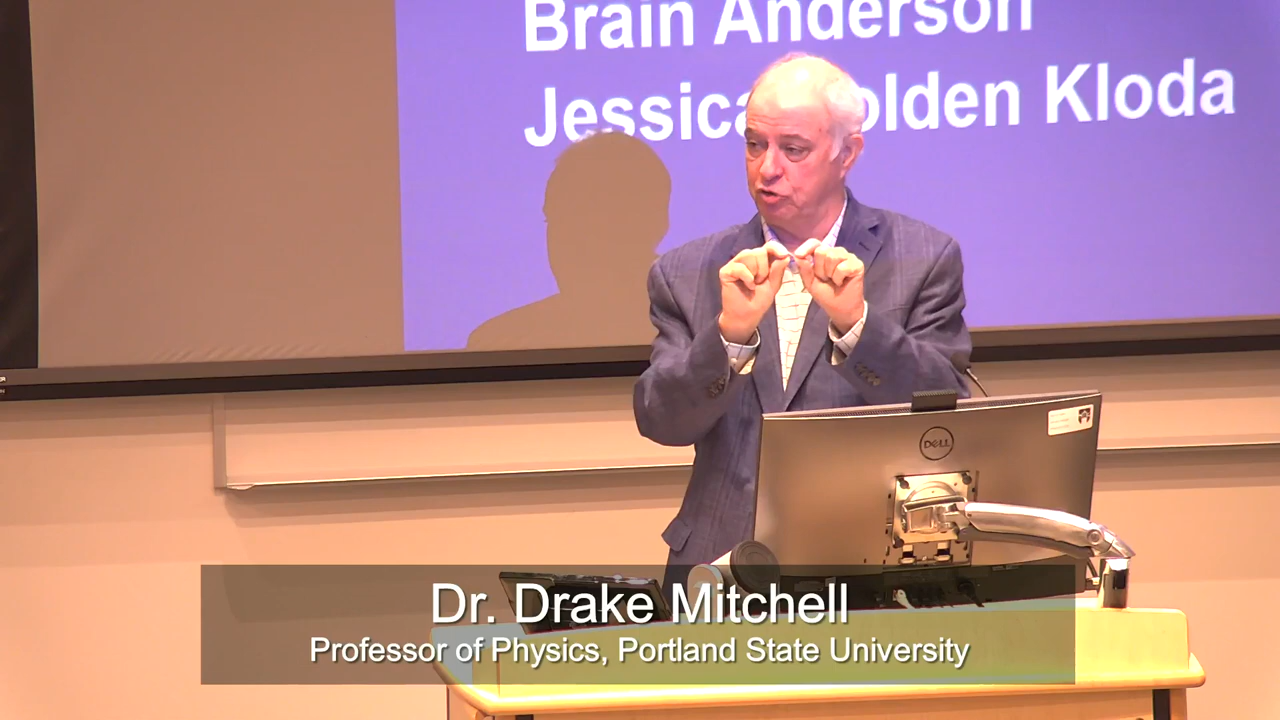 Brain Anderson
Jessica olden Kloda
DELL
Dr. Drake Mitchell
Professor of Physics, Portland State University